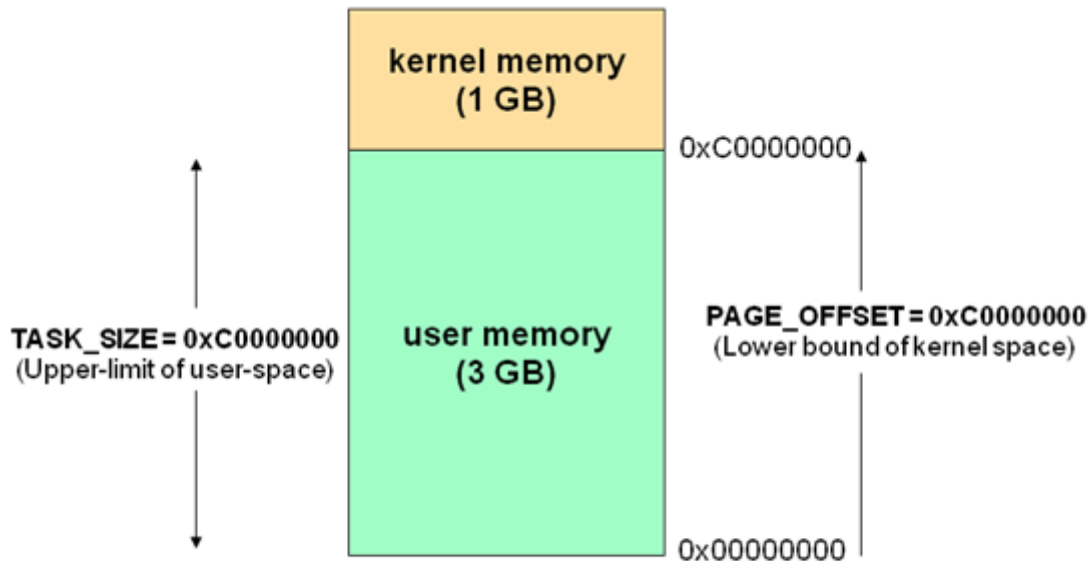 kernel memory
(1 GB)
0xC0000000
TASK_SIZE = 0xC0000000
(Upper-limit of user-space)
user memory
(3 GB)
PAGE_OFFSET = 0xC0000000
(Lower bound of kernel space)
0x00000000